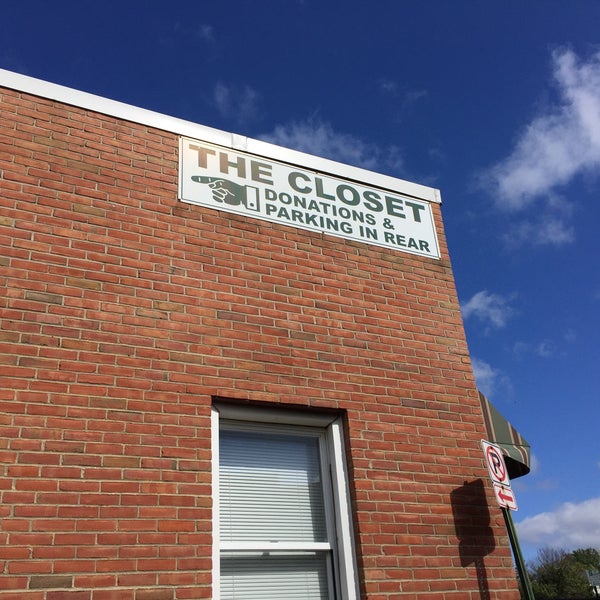 THE CLOSET
DONATIONS &
PARKING IN REAR
P